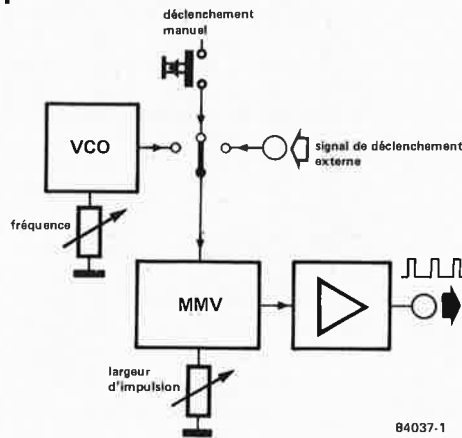 déclenchement
manuel
VCO
signal de déclenchement
externe
fréquence
MMV
largeur
d'impulsion
84037-1